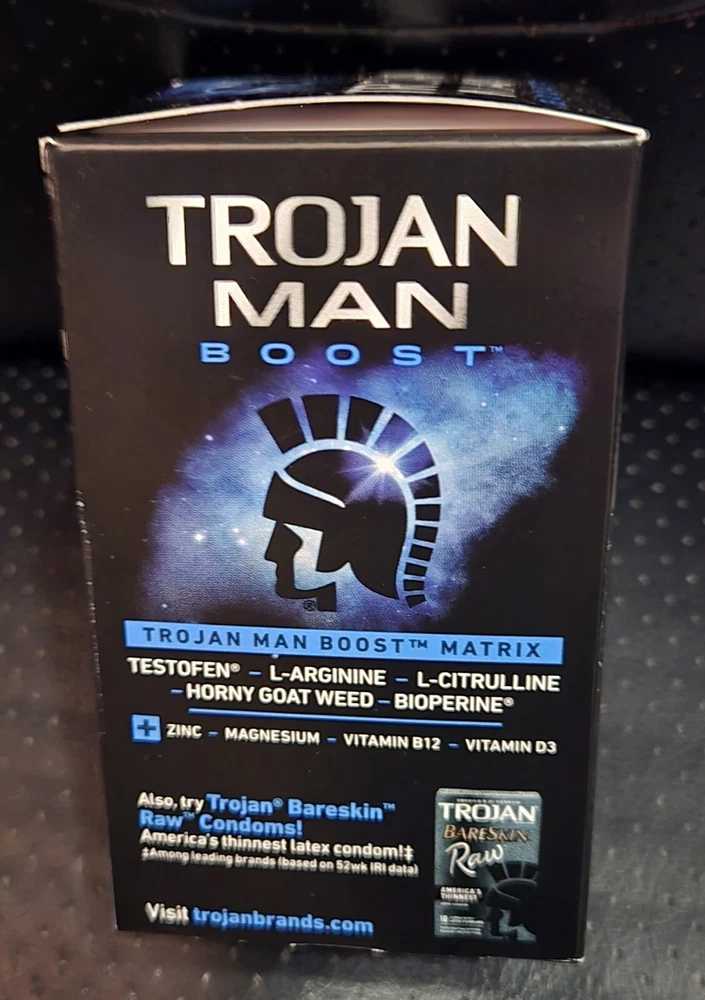 TROJAN
MAN
BOOST™
®
TROJAN MAN BOOST™ MATRIX
TESTOFEN® – L-ARGININE – L-CITRULLINE
– HORNY GOAT WEED – BIOPERINE®
+ ZINC – MAGNESIUM – VITAMIN B12 – VITAMIN D3
Also, try Trojan® Bareskin™
Raw™ Condoms!
America's thinnest latex condom!‡
‡Among leading brands (based on 52wk IRI data)
Visit trojanbrands.com
TROJAN
BARESKIN
Raw
AMERICA'S
THINNEST
10